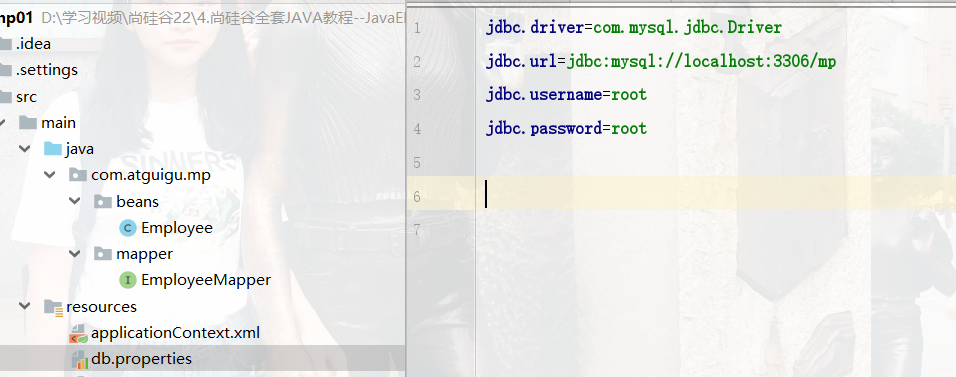 mp01 D:\学习视频\尚硅谷22\4.尚硅谷全套JAVA教程--JavaEE
.idea
.settings
src
main
java
com.atguigu.mp
beans
C Employee
mapper
I EmployeeMapper
resources
applicationContext.xml
db.properties
1 jdbc.driver=com.mysql.jdbc.Driver
2 jdbc.url=jdbc:mysql://localhost:3306/mp
3 jdbc.username=root
4 jdbc.password=root
5
6
7